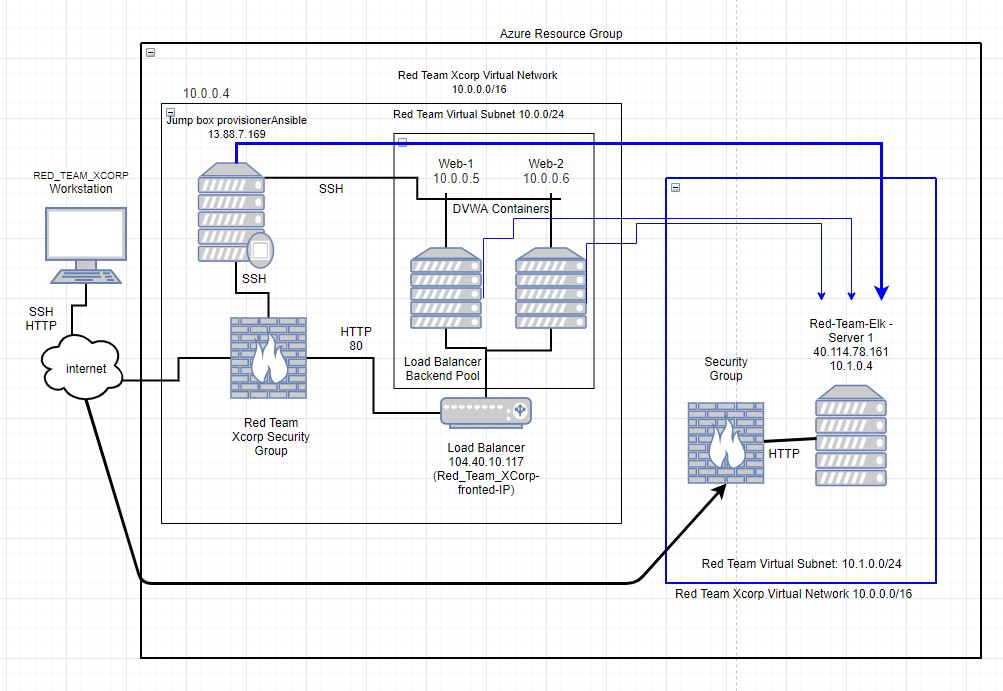 Azure Resource Group
Red Team Xcorp Virtual Network
10.0.0.0/16
10.0.0.4
Red Team Virtual Subnet 10.0.0/24
Jump box provisionerAnsible
13.88.7.169
Web-1
10.0.0.5
Web-2
10.0.0.6
RED_TEAM_XCORP
Workstation
SSH
DVWA Containers
SSH
SSH
HTTP
HTTP
80
internet
Load Balancer
Backend Pool
Red Team
Xcorp Security
Group
Load Balancer
104.40.10.117
(Red_Team_XCorp-
fronted-IP)
Red-Team-Elk -
Server 1
40.114.78.161
10.1.0.4
Security
Group
HTTP
Red Team Virtual Subnet: 10.1.0.0/24
Red Team Xcorp Virtual Network 10.0.0.0/16